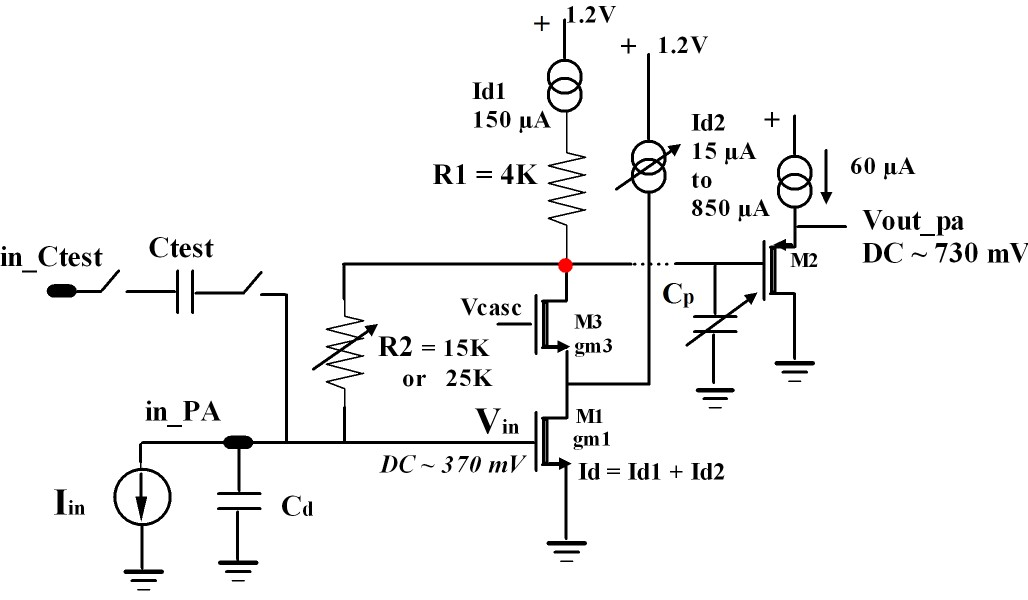 + 1.2V
+ 1.2V
Id1
150 µA
Id2
15 µA
to
850 µA
+
60 µA
R1 = 4K
Vout_pa
DC ~ 730 mV
M2
in_Ctest
Ctest
Vcasc
M3
gm3
Cp
R2 = 15K
or 25K
in_PA
Vin
M1
gm1
DC ~ 370 mV
Id = Id1 + Id2
Iin
Cd